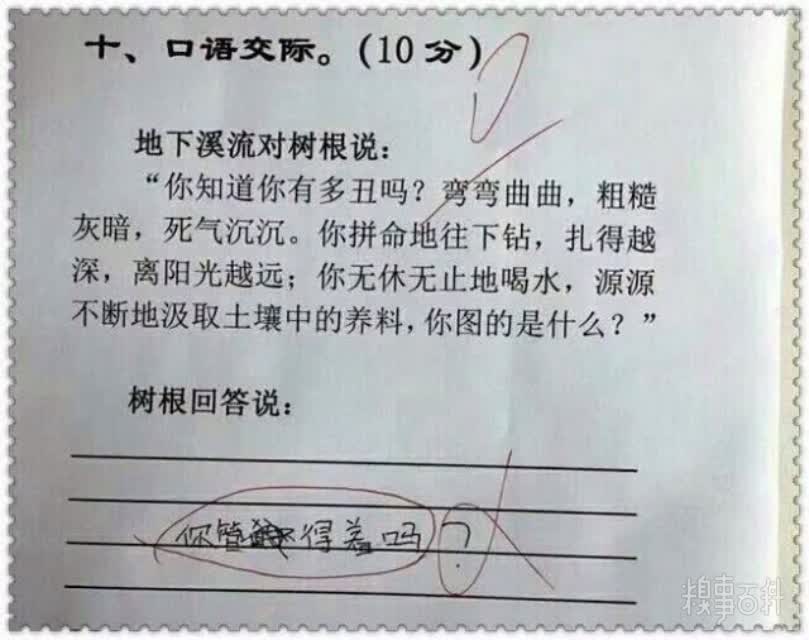 十、口语交际。(10分)
0
地下溪流对树根说：
“你知道你有多丑吗？弯弯曲曲，粗糙
灰暗，死气沉沉。你拼命地往下钻，扎得越
深，离阳光越远；你无休无止地喝水，源源
不断地汲取土壤中的养料，你图的是什么？”
树根回答说：
你管得着吗？
糗事百科